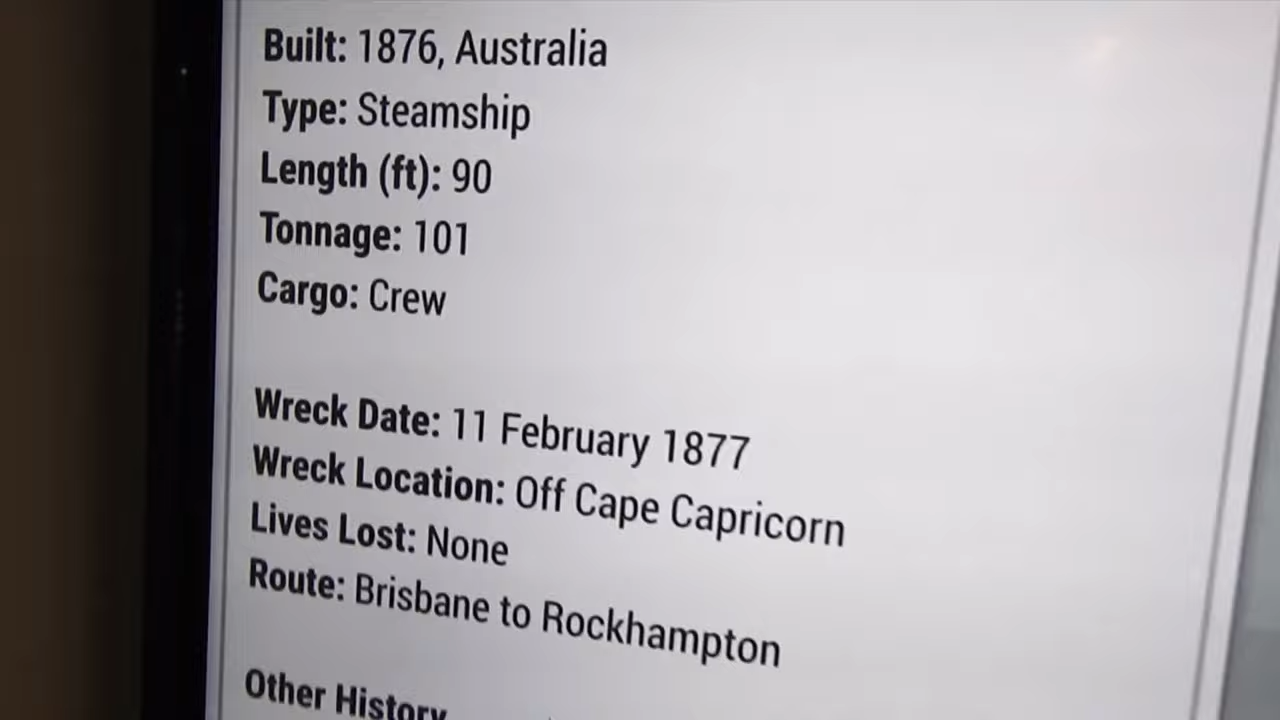 Built: 1876, Australia
Type: Steamship
Length (ft): 90
Tonnage: 101
Cargo: Crew
Wreck Date: 11 February 1877
Wreck Location: Off Cape Capricorn
Lives Lost: None
Route: Brisbane to Rockhampton
Other History